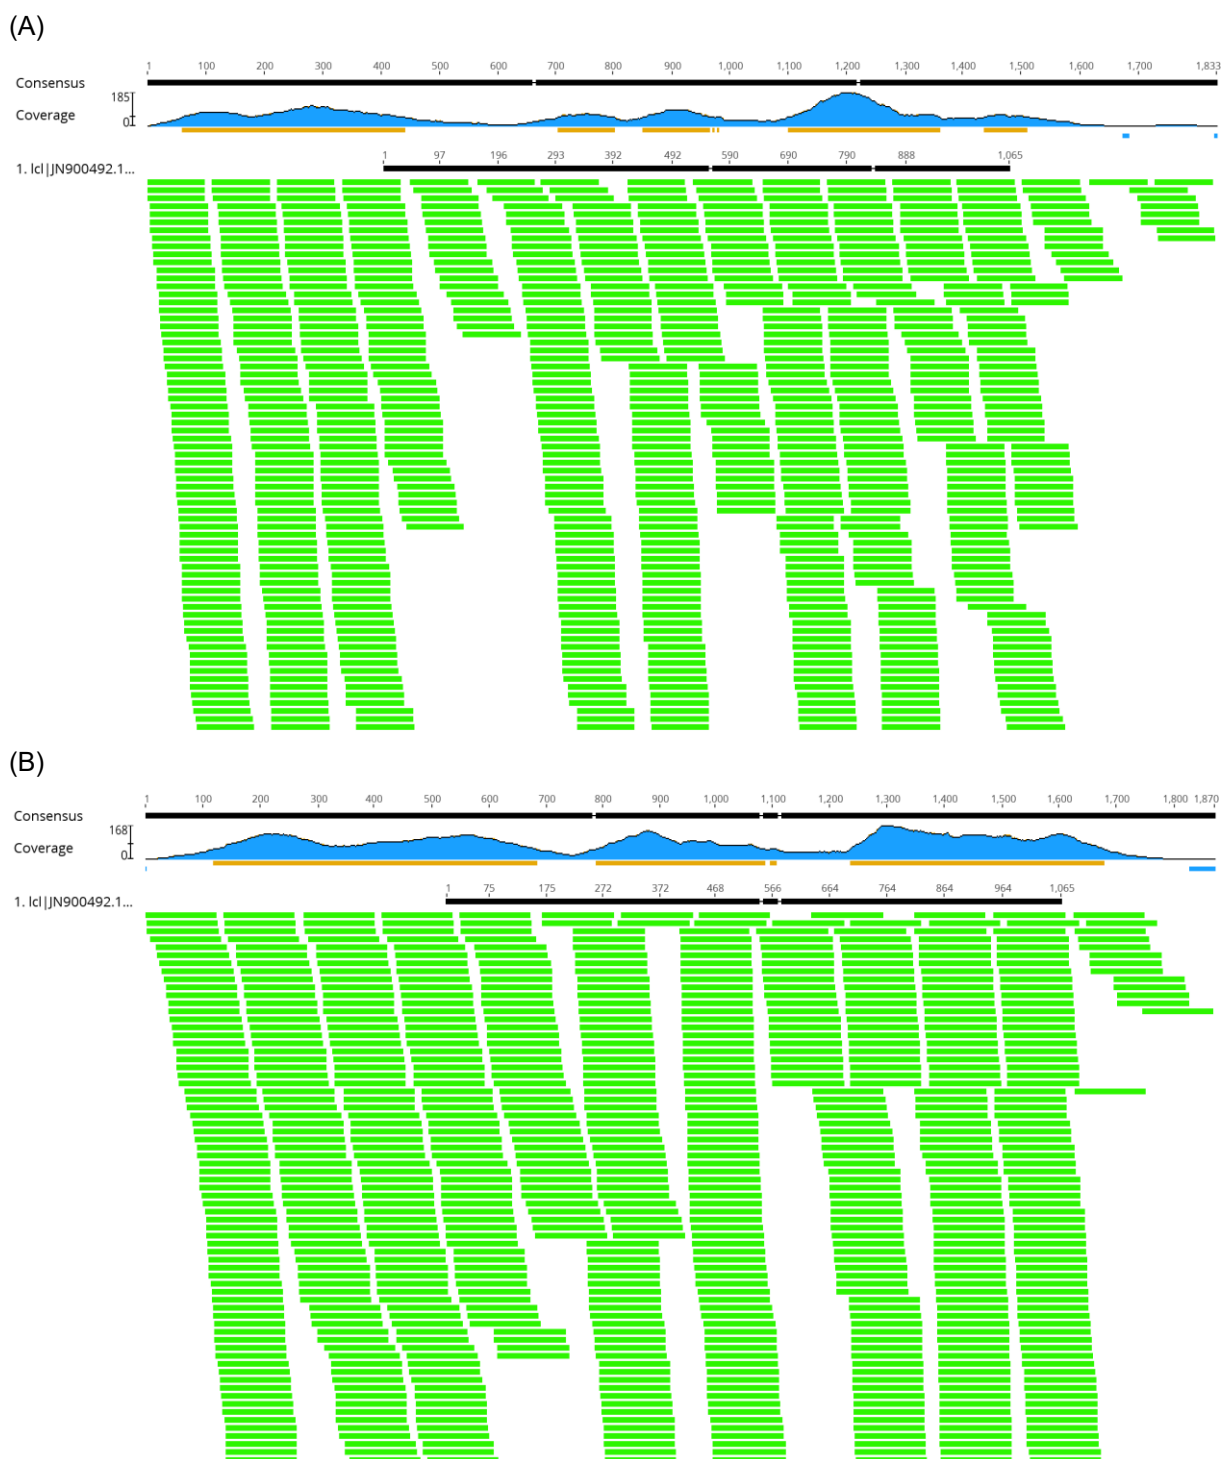 (A)
1 100 200 300 400 500 600 700 800 900 1,000 1,100 1,200 1,300 1,400 1,500 1,600 1,700 1,833
Consensus
185
Coverage
0
1 97 196 293 392 492 590 690 790 888 1,065
1. lcl|JN900492.1...
(B)
1 100 200 300 400 500 600 700 800 900 1,000 1,100 1,200 1,300 1,400 1,500 1,600 1,700 1,800 1,870
Consensus
168
Coverage
0
1 75 175 272 372 468 566 664 764 864 964 1,065
1. lcl|JN900492.1...